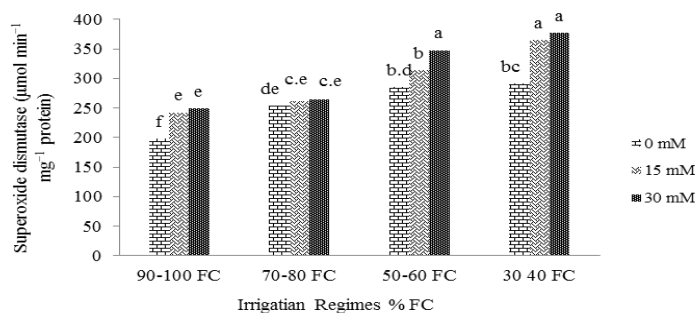 Superoxide dismutase (μmol min⁻¹
mg⁻¹ protein)
400
350
300
250
200
150
100
50
0
f
e
e
de
c.e
c.e
b.d
b
a
bc
a
a
90-100 FC
70-80 FC
50-60 FC
30 40 FC
Irrigatian Regimes % FC
0 mM
15 mM
30 mM